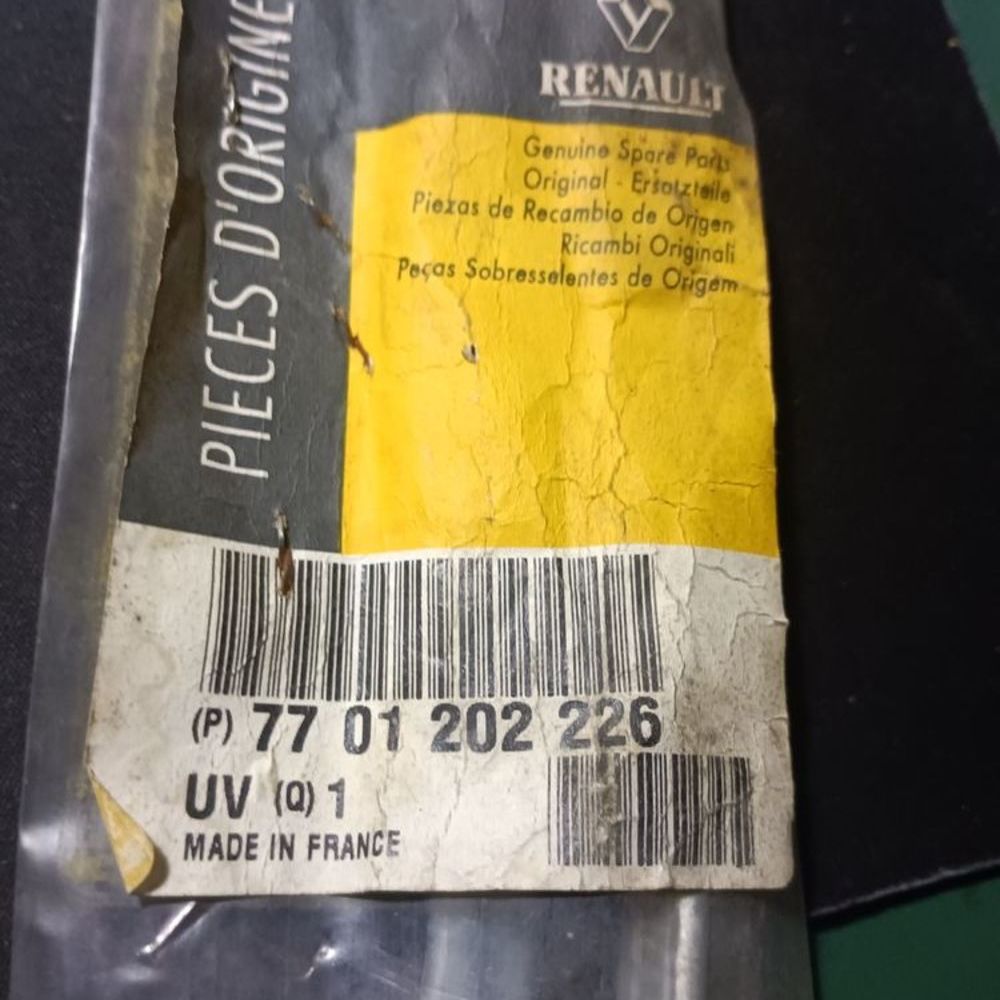 RENAULT
PIECES D'ORIGINE
Genuine Spare Parts
Original - Ersatzteile
Piezas de Recambio de Origen
Ricambi Originali
Peças Sobresselentes de Origem
(P) 77 01 202 226
UV (Q) 1
MADE IN FRANCE